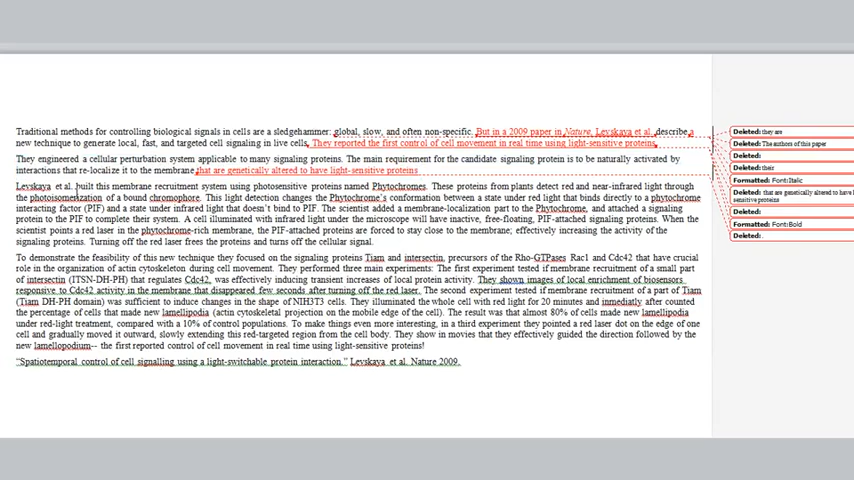 Traditional methods for controlling biological signals in cells are a sledgehammer: global, slow, and often non-specific. But in a 2009 paper in Nature, Levskaya et al. describe a
new technique to generate local, fast, and targeted cell signaling in live cells. They reported the first control of cell movement in real time using light-sensitive proteins.
They engineered a cellular perturbation system applicable to many signaling proteins. The main requirement for the candidate signaling protein is to be naturally activated by
interactions that re-localize it to the membrane that are genetically altered to have light-sensitive proteins
Levskaya et al. built this membrane recruitment system using photosensitive proteins named Phytochromes. These proteins from plants detect red and near-infrared light through
the photoisomerization of a bound chromophore. This light detection changes the Phytochrome's conformation between a state under red light that binds directly to a phytochrome
interacting factor (PIF) and a state under infrared light that doesn't bind to PIF. The scientist added a membrane-localization part to the Phytochrome, and attached a signaling
protein to the PIF to complete their system. A cell illuminated with infrared light under the microscope will have inactive, free-floating, PIF-attached signaling proteins. When the
scientist points a red laser in the phytochrome-rich membrane, the PIF-attached proteins are forced to stay close to the membrane; effectively increasing the activity of the
signaling proteins. Turning off the red laser frees the proteins and turns off the cellular signal.
To demonstrate the feasibility of this new technique they focused on the signaling proteins Tiam and intersectin, precursors of the Rho-GTPases Rac1 and Cdc42 that have crucial
role in the organization of actin cytoskeleton during cell movement. They performed three main experiments: The first experiment tested if membrane recruitment of a small part
of intersectin (ITSN-DH-PH) that regulates Cdc42, was effectively inducing transient increases of local protein activity. They shown images of local enrichment of biosensors
responsive to Cdc42 activity in the membrane that disappeared few seconds after turning off the red laser. The second experiment tested if membrane recruitment of a part of Tiam
(Tiam DH-PH domain) was sufficient to induce changes in the shape of NIH3T3 cells. They illuminated the whole cell with red light for 20 minutes and inmediatly after counted
the percentage of cells that made new lamellipodia (actin cytoskeletal projection on the mobile edge of the cell). The result was that almost 80% of cells made new lamellipodia
under red-light treatment, compared with a 10% of control populations. To make things even more interesting, in a third experiment they pointed a red laser dot on the edge of one
cell and gradually moved it outward, slowly extending this red-targeted region from the cell body. They show in movies that they effectively guided the direction followed by the
new lamellopodium-- the first reported control of cell movement in real time using light-sensitive proteins!
"Spatiotemporal control of cell signalling using a light-switchable protein interaction." Levskaya et al. Nature 2009.
Deleted: they are
Deleted: The authors of this paper
Deleted:
Deleted: their
Formatted: Font:Italic
Deleted: that are genetically altered to have l
sensitive proteins
Deleted:
Formatted: Font:Bold
Deleted: .